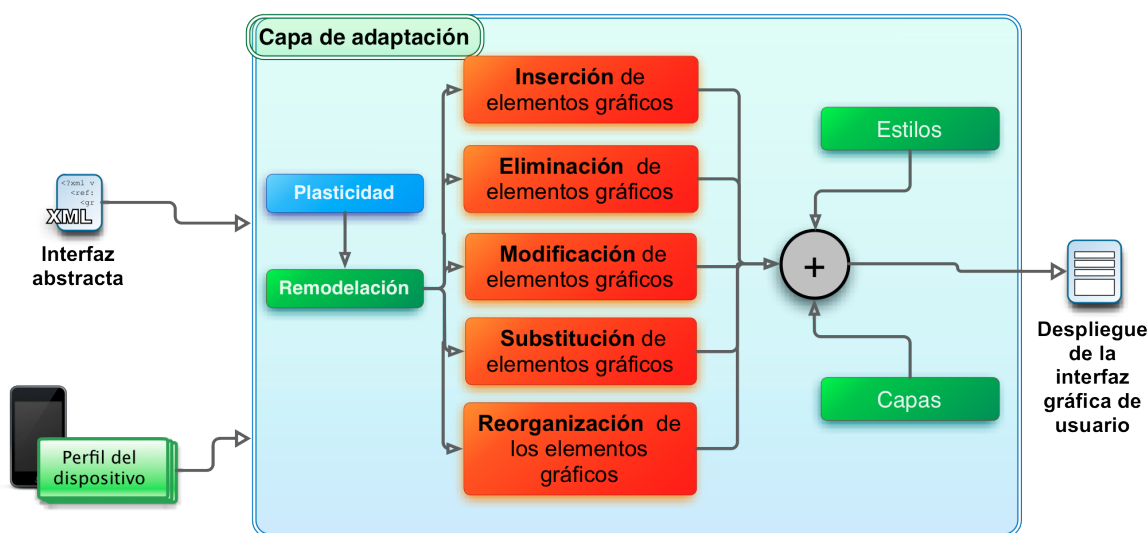 Capa de adaptación
Inserción de
elementos gráficos
Eliminación de
elementos gráficos
Modificación de
elementos gráficos
Substitución de
elementos gráficos
Reorganización de
los elementos
gráficos
Plasticidad
Remodelación
Estilos
+
Capas
<?xml v
<ref:
<gr
XML
Interfaz
abstracta
Perfil del
dispositivo
Despliegue
de la
interfaz
gráfica de
usuario